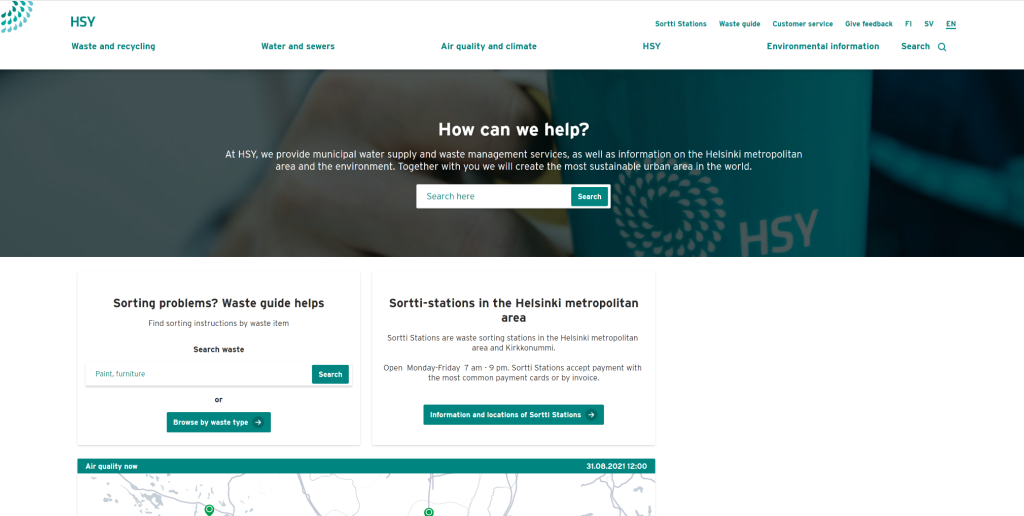 HSY
Sortti Stations Waste guide Customer service Give feedback FI SV EN
Waste and recycling Water and sewers Air quality and climate HSY Environmental information Search
How can we help?
At HSY, we provide municipal water supply and waste management services, as well as information on the Helsinki metropolitan
area and the environment. Together with you we will create the most sustainable urban area in the world.
Search here Search
HSY
Sorting problems? Waste guide helps
Find sorting instructions by waste item
Search waste
Paint, furniture Search
or
Browse by waste type
Sortti-stations in the Helsinki metropolitan
area
Sortti Stations are waste sorting stations in the Helsinki metropolitan
area and Kirkkonummi.
Open Monday-Friday 7 am - 9 pm. Sortti Stations accept payment with
the most common payment cards or by invoice.
Information and locations of Sortti Stations
Air quality now 31.08.2021 12:00